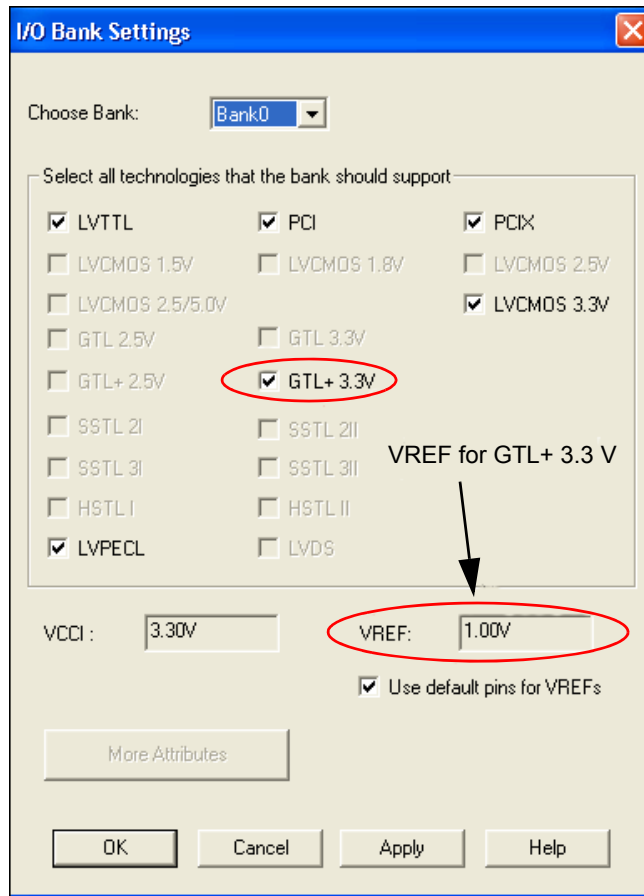 I/O Bank Settings
Choose Bank: Bank0
Select all technologies that the bank should support
LVTTL PCI PCIX
LVCMOS 1.5V LVCMOS 1.8V LVCMOS 2.5V
LVCMOS 2.5/5.0V LVCMOS 3.3V
GTL 2.5V GTL 3.3V
GTL+ 2.5V GTL+ 3.3V
SSTL 2I SSTL 2II
VREF for GTL+ 3.3 V
SSTL 3I SSTL 3II
HSTL I HSTL II
LVPECL LVDS
VCCI : 3.30V VREF: 1.00V
Use default pins for VREFs
More Attributes
OK Cancel Apply Help